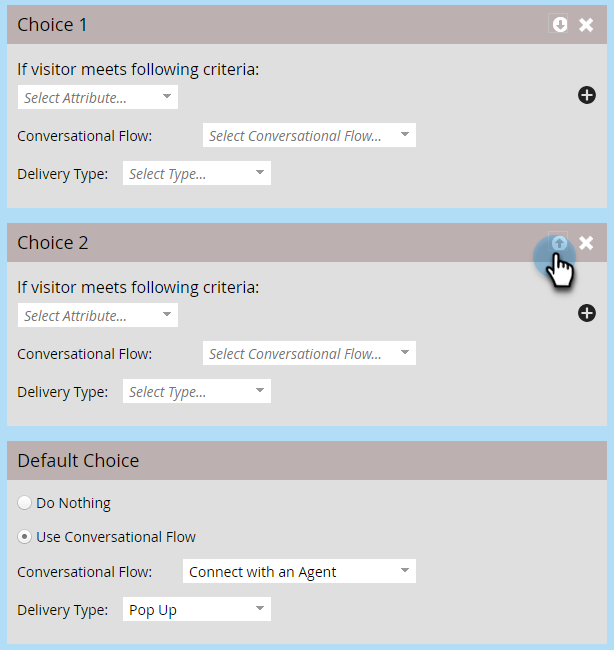 Choice 1
If visitor meets following criteria:
Select Attribute...
Conversational Flow: Select Conversational Flow...
Delivery Type: Select Type...
Choice 2
If visitor meets following criteria:
Select Attribute...
Conversational Flow: Select Conversational Flow...
Delivery Type: Select Type...
Default Choice
Do Nothing
Use Conversational Flow
Conversational Flow: Connect with an Agent
Delivery Type: Pop Up